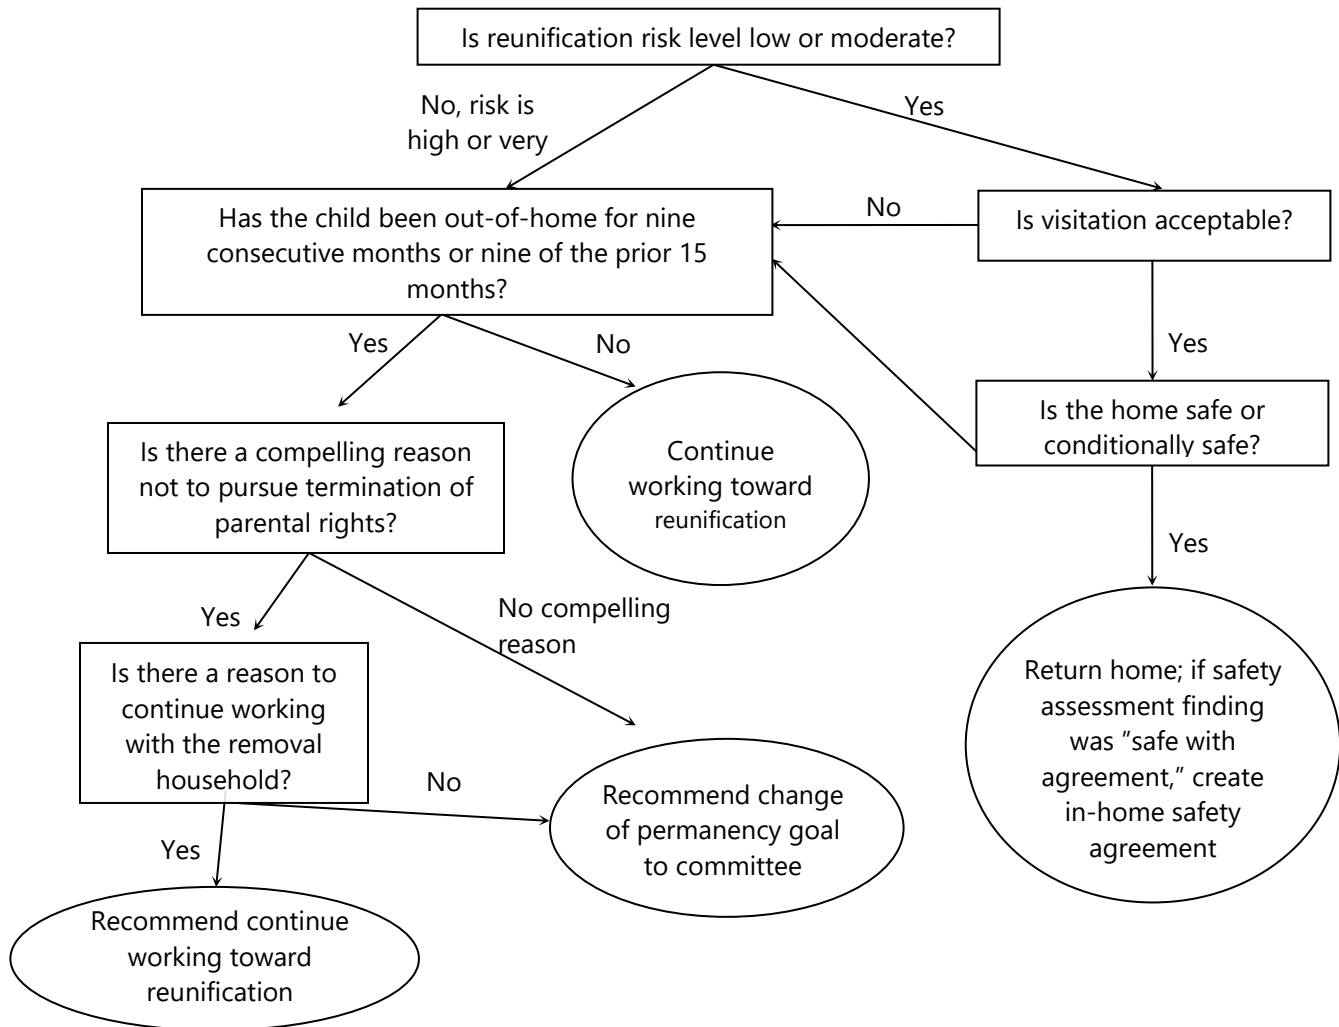 Is reunification risk level low or moderate?
No, risk is
high or very
Yes
Has the child been out-of-home for nine
consecutive months or nine of the prior 15
months?
No
Is visitation acceptable?
Yes
No
Yes
Is the home safe or
conditionally safe?
Is there a compelling reason
not to pursue termination of
parental rights?
Continue
working toward
reunification
Yes
No compelling
reason
Yes
Is there a reason to
continue working
with the removal
household?
Return home; if safety
assessment finding
was "safe with
agreement," create
in-home safety
agreement
No
Recommend change
of permanency goal
to committee
Yes
Recommend continue
working toward
reunification